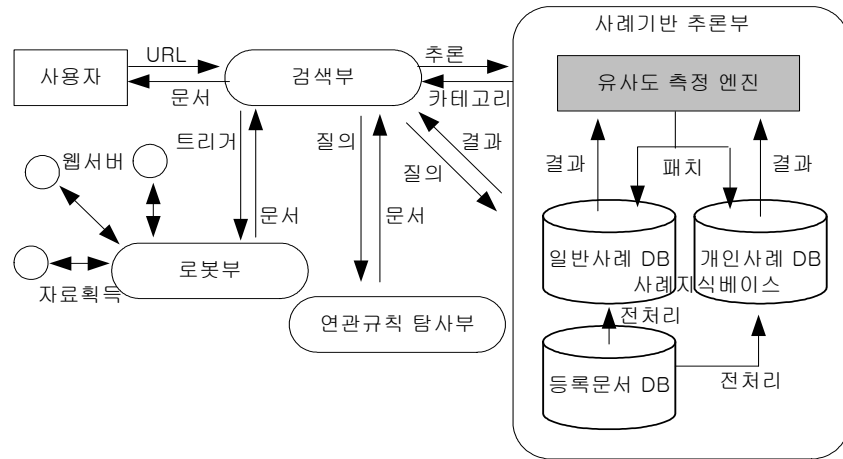 사례기반 추론부
URL
추론
사용자
검색부
유사도 측정 엔진
문서
카테고리
트리거
질의
결과
웹서버
질의
결과
패치
결과
문서
문서
로봇부
일반사례 DB
개인사례 DB
자료획득
사례지식베이스
연관규칙 탐사부
전처리
등록문서 DB
전처리